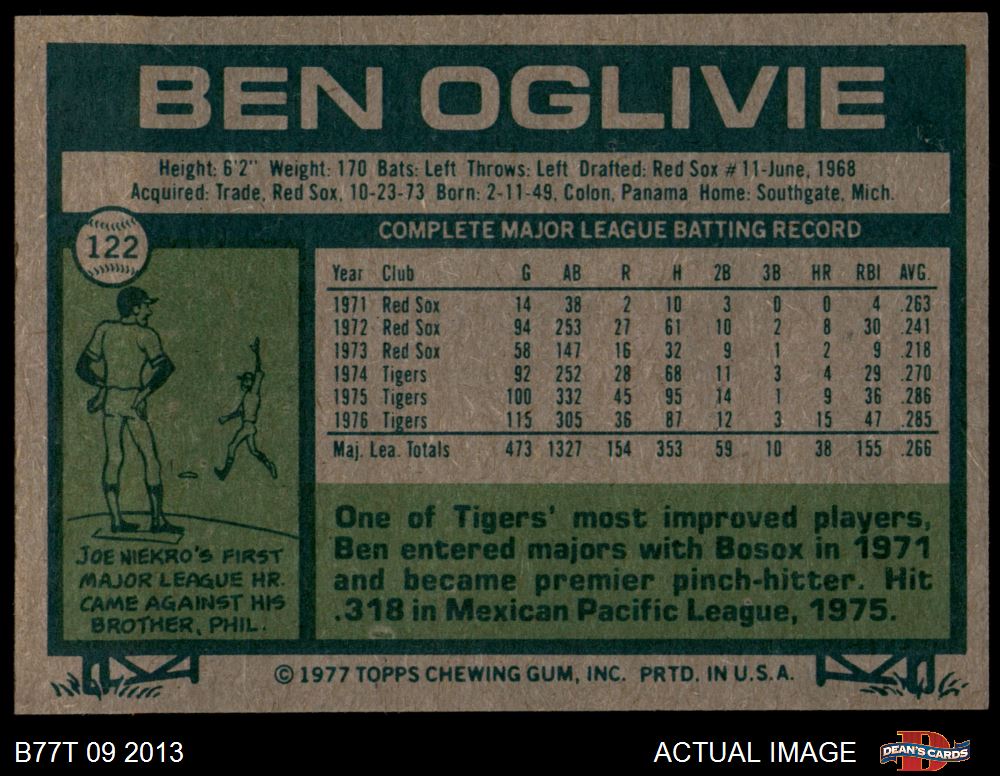 BEN OGLIVIE
Height: 6'2" Weight: 170 Bats: Left Throws: Left Drafted: Red Sox #11-June, 1968
Acquired: Trade, Red Sox, 10-23-73 Born: 2-11-49, Colon, Panama Home: Southgate, Mich.
122
COMPLETE MAJOR LEAGUE BATTING RECORD
Year Club G AB R H 2B 3B HR RBI AVG.
1971 Red Sox 14 38 2 10 3 0 0 4 .263
1972 Red Sox 94 253 27 61 10 2 8 30 .241
1973 Red Sox 58 147 16 32 9 1 2 9 .218
1974 Tigers 92 252 28 68 11 3 4 29 .270
1975 Tigers 100 332 45 95 14 1 9 36 .286
1976 Tigers 115 305 36 87 12 3 15 47 .285
Maj. Lea. Totals 473 1327 154 353 59 10 38 155 .266
JOE NIEKRO'S FIRST
MAJOR LEAGUE HR.
CAME AGAINST HIS
BROTHER, PHIL.
One of Tigers' most improved players,
Ben entered majors with Bosox in 1971
and became premier pinch-hitter. Hit
.318 in Mexican Pacific League, 1975.
© 1977 TOPPS CHEWING GUM, INC. PRTD. IN U.S.A.
B77T 09 2013
ACTUAL IMAGE
D
DEAN'S CARDS